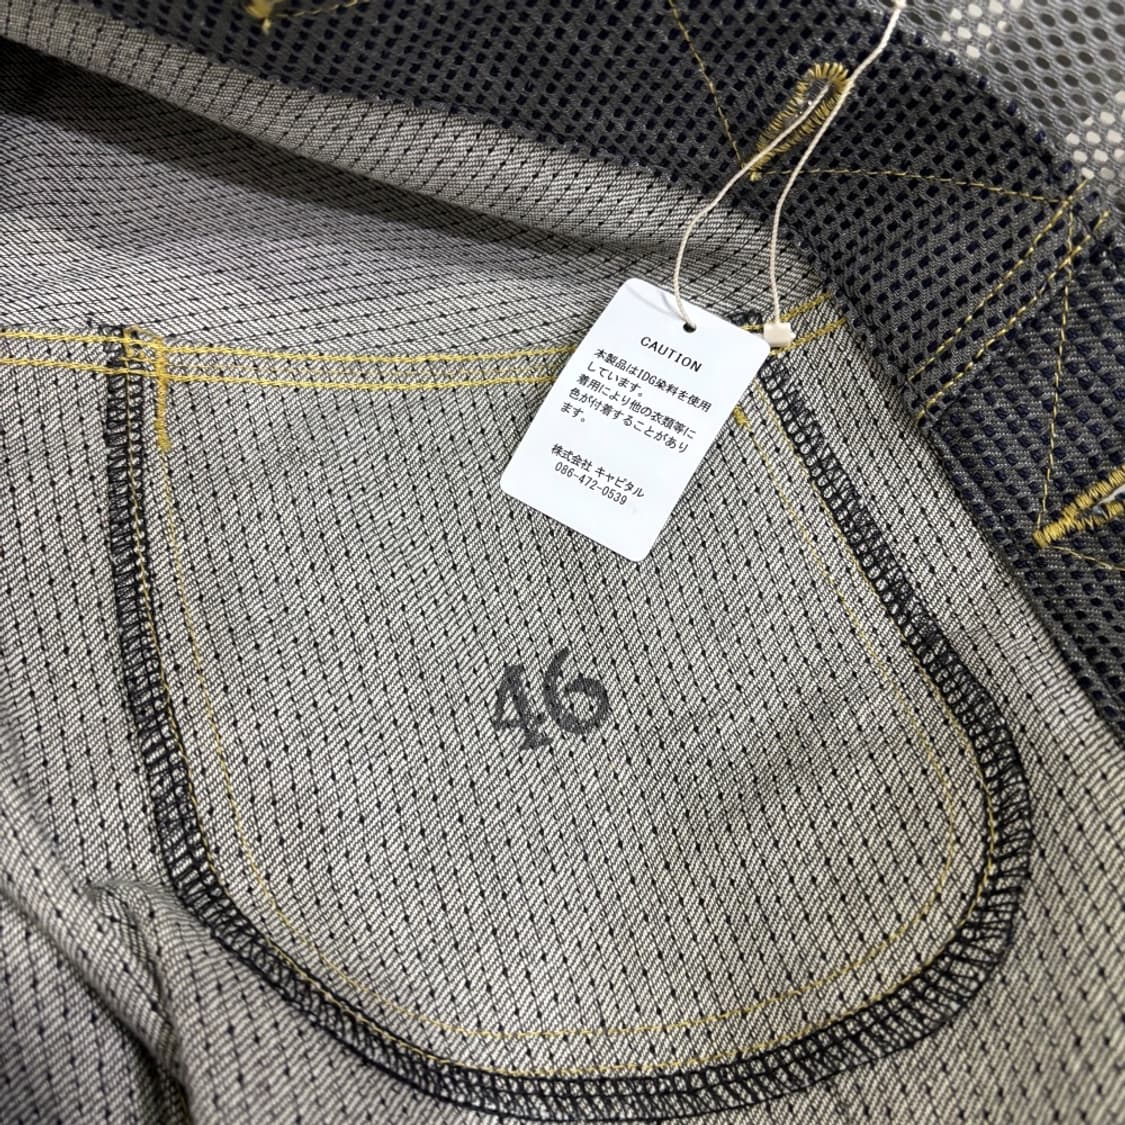 CAUTION
本製品はIDG染料を使用
しています。
着用により他の衣類等に
色が付着することがあり
ます。
株式会社 キャピタル
086-472-0539
46